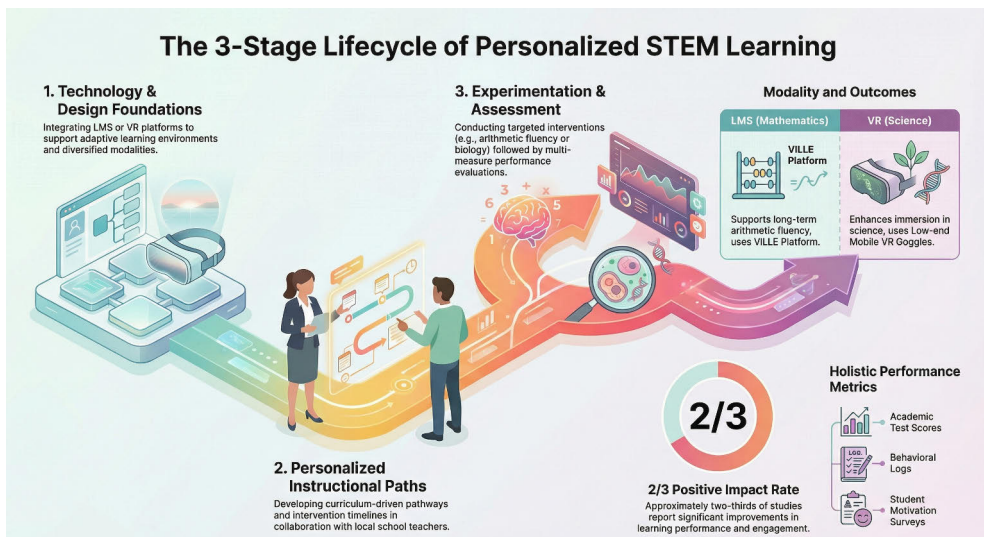 The 3-Stage Lifecycle of Personalized STEM Learning
1. Technology &
Design Foundations
Integrating LMS or VR platforms to
support adaptive learning environments
and diversified modalities.
2. Personalized
Instructional Paths
Developing curriculum-driven pathways
and intervention timelines in
collaboration with local school teachers.
3. Experimentation &
Assessment
Conducting targeted interventions
(e.g., arithmetic fluency or
biology) followed by multi-
measure performance
evaluations.
3 + x
6 5
= 7
1
Modality and Outcomes
LMS (Mathematics)
VILLE
Platform
Supports long-term
arithmetic fluency,
uses VILLE Platform.
VR (Science)
Enhances immersion in
science, uses Low-end
Mobile VR Goggles.
2/3
2/3 Positive Impact Rate
Approximately two-thirds of studies
report significant improvements in
learning performance and engagement.
Holistic Performance
Metrics
Academic
Test Scores
LOG.
Behavioral
Logs
Student
Motivation
Surveys